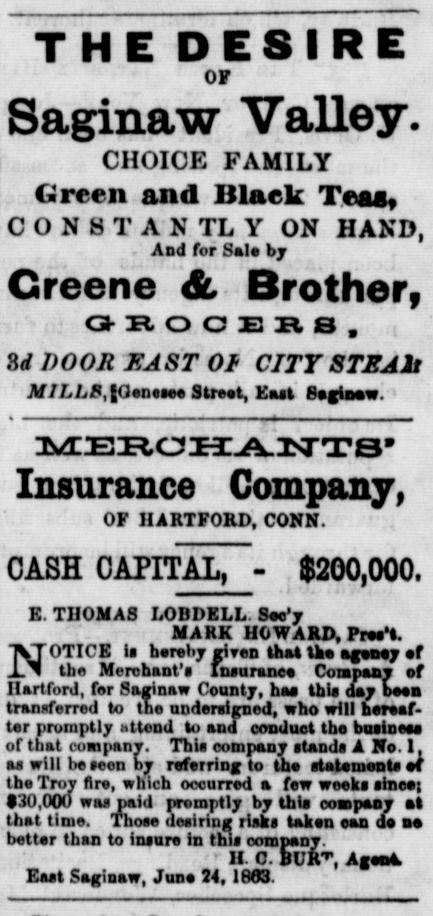 THE DESIRE
OF
Saginaw Valley.
CHOICE FAMILY
Green and Black Teas,
CONSTANTLY ON HAND,
And for Sale by
Greene & Brother,
GROCERS,
3d DOOR EAST OF CITY STEAM
MILLS, Genesee Street, East Saginaw.
MERCHANTS'
Insurance Company,
OF HARTFORD, CONN.
CASH CAPITAL, - $200,000.
E. THOMAS LOBDELL. Sec'y
MARK HOWARD, Pres't.
NOTICE is hereby given that the agency of
the Merchant's Insurance Company of
Hartford, for Saginaw County, has this day been
transferred to the undersigned, who will hereaf-
ter promptly attend to and conduct the business
of that company. This company stands A No. 1,
as will be seen by referring to the statements of
the Troy fire, which occurred a few weeks since;
$30,000 was paid promptly by this company at
that time. Those desiring risks taken can do no
better than to insure in this company.
H. C. BURT, Agent.
East Saginaw, June 24, 1863.